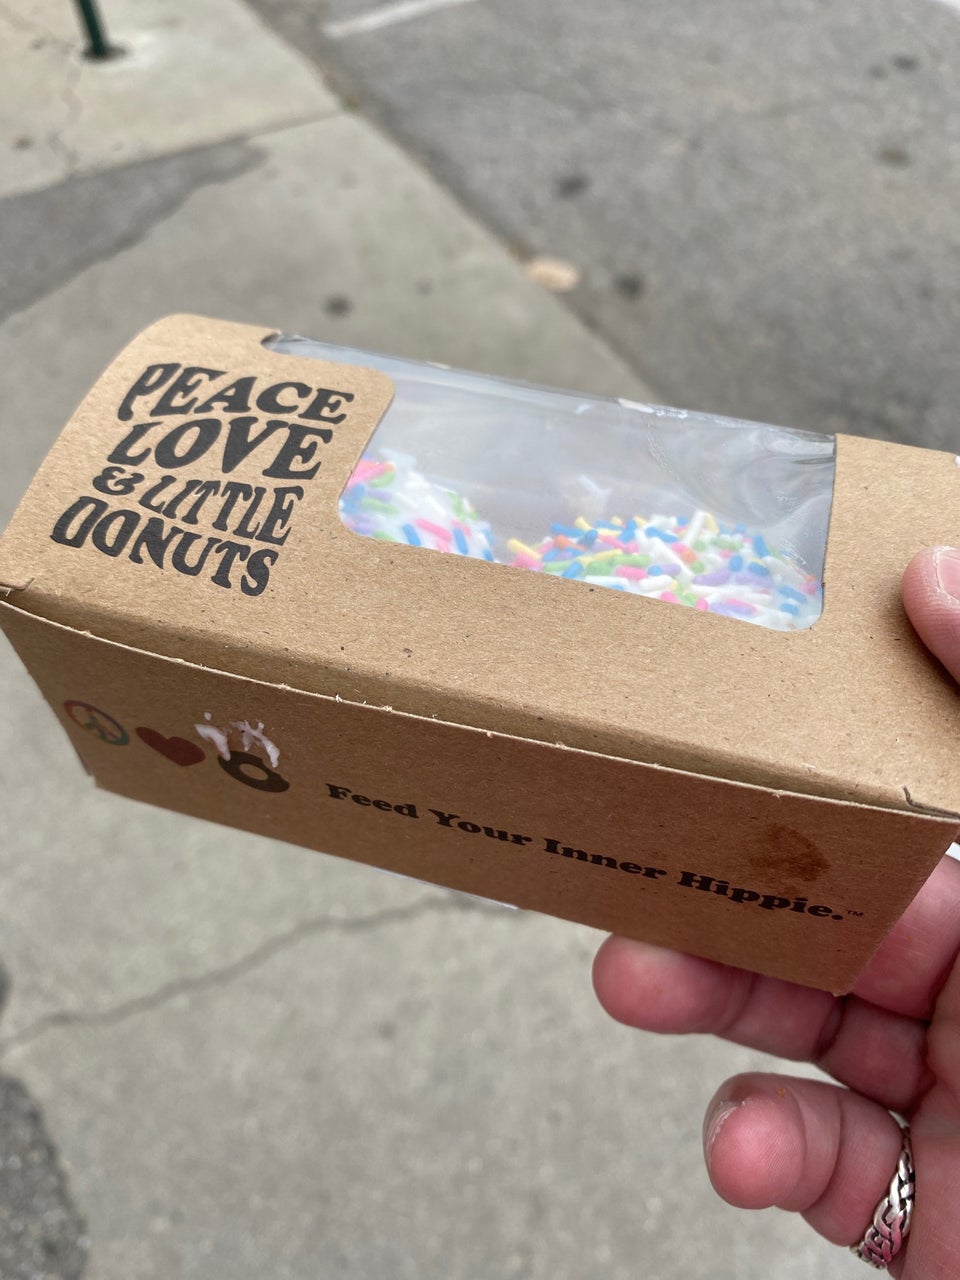 PEACE
LOVE
& LITTLE
DONUTS
Feed Your Inner Hippie.™